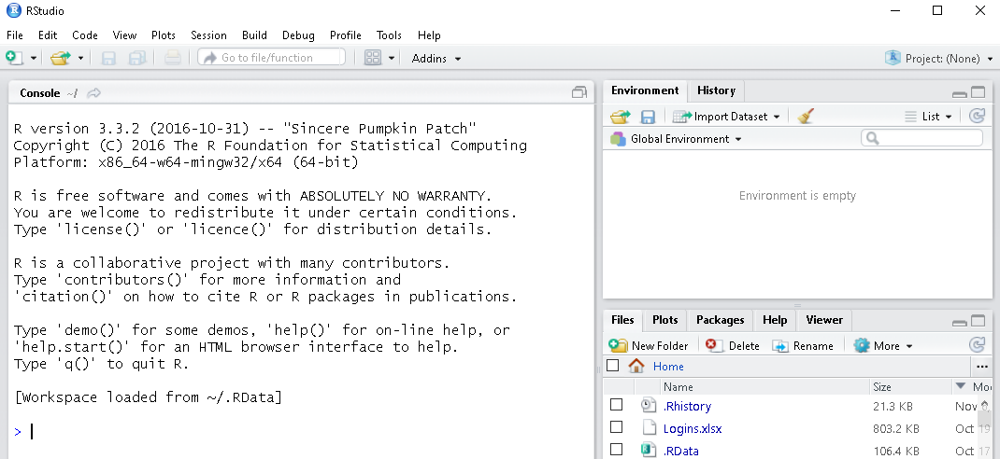 RStudio
File Edit Code View Plots Session Build Debug Profile Tools Help
Go to file/function Addins Project: (None)
Console ~/
R version 3.3.2 (2016-10-31) -- "Sincere Pumpkin Patch"
Copyright (C) 2016 The R Foundation for Statistical Computing
Platform: x86_64-w64-mingw32/x64 (64-bit)
R is free software and comes with ABSOLUTELY NO WARRANTY.
You are welcome to redistribute it under certain conditions.
Type 'license()' or 'licence()' for distribution details.
R is a collaborative project with many contributors.
Type 'contributors()' for more information and
'citation()' on how to cite R or R packages in publications.
Type 'demo()' for some demos, 'help()' for on-line help, or
'help.start()' for an HTML browser interface to help.
Type 'q()' to quit R.
[Workspace loaded from ~/.RData]
>
Environment History
Import Dataset List
Global Environment
Environment is empty
Files Plots Packages Help Viewer
New Folder Delete Rename More
Home ...
Name Size
.Rhistory 21.3 KB Nov
Logins.xlsx 803.2 KB Oct 19
.RData 106.4 KB Oct 17